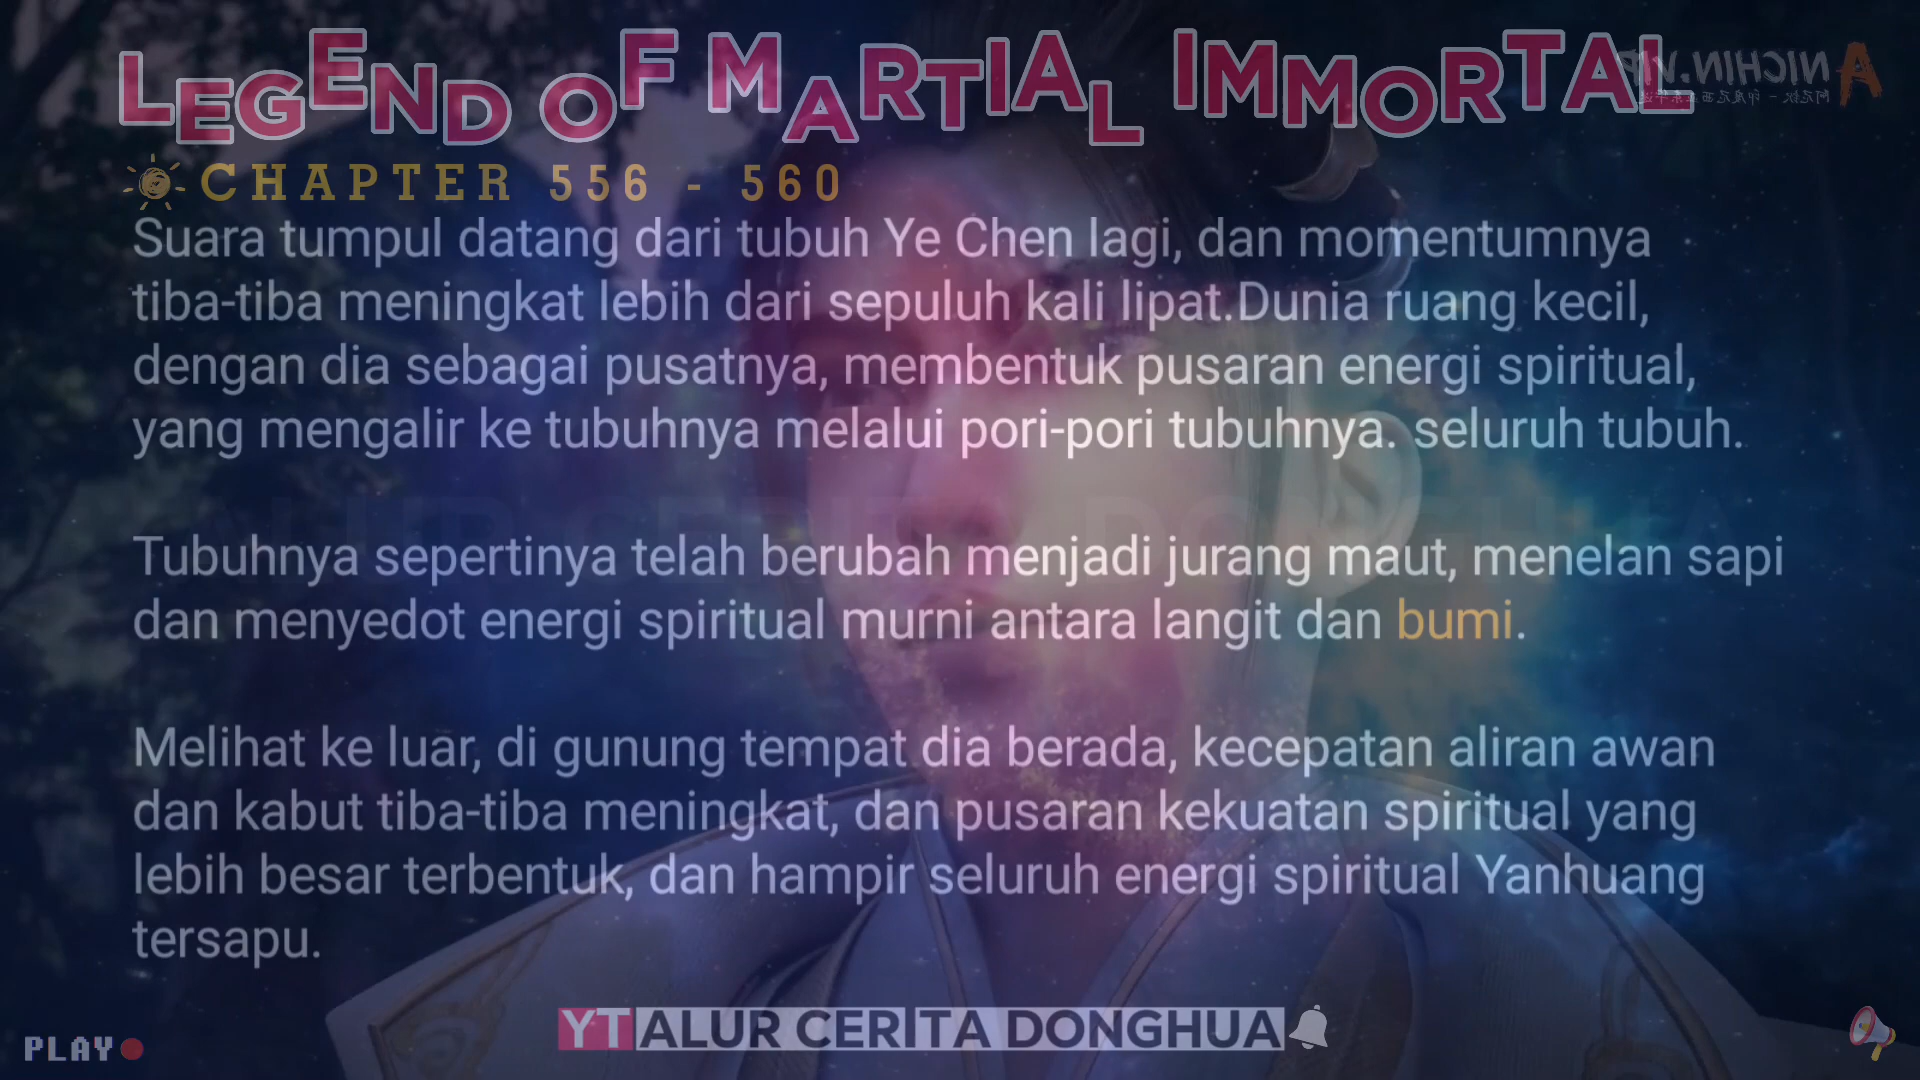 LEGEND OF MARTIAL IMMORTAL
ANICHIN.VIP
CHAPTER 556 - 560
Suara tumpul datang dari tubuh Ye Chen lagi, dan momentumnya
tiba-tiba meningkat lebih dari sepuluh kali lipat.Dunia ruang kecil,
dengan dia sebagai pusatnya, membentuk pusaran energi spiritual,
yang mengalir ke tubuhnya melalui pori-pori tubuhnya. seluruh tubuh.
ALUR CERITA DONGHUA
Tubuhnya sepertinya telah berubah menjadi jurang maut, menelan sapi
dan menyedot energi spiritual murni antara langit dan bumi.
Melihat ke luar, di gunung tempat dia berada, kecepatan aliran awan
dan kabut tiba-tiba meningkat, dan pusaran kekuatan spiritual yang
lebih besar terbentuk, dan hampir seluruh energi spiritual Yanhuang
tersapu.
YT ALUR CERITA DONGHUA
PLAY